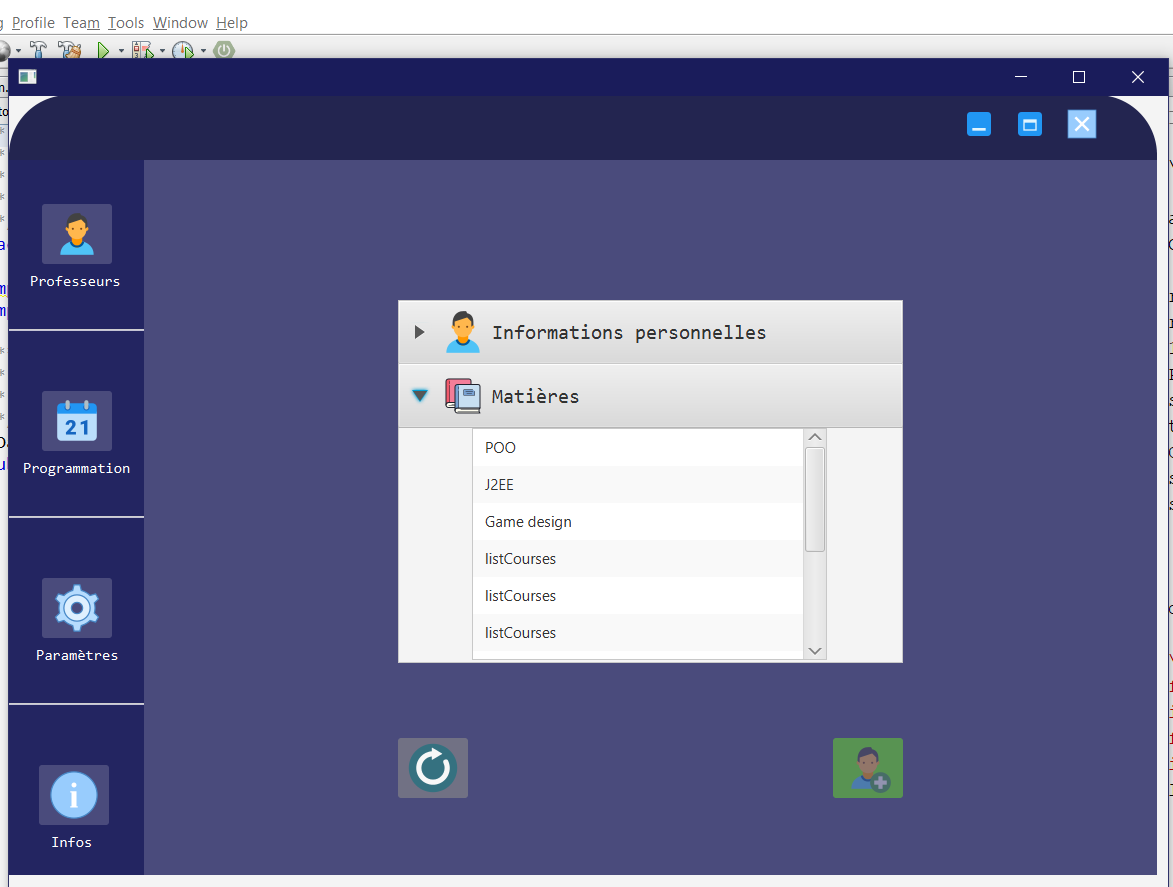 Profile Team Tools Window Help
Professeurs
21
Programmation
Paramètres
i
Infos
Informations personnelles
Matières
POO
J2EE
Game design
listCourses
listCourses
listCourses